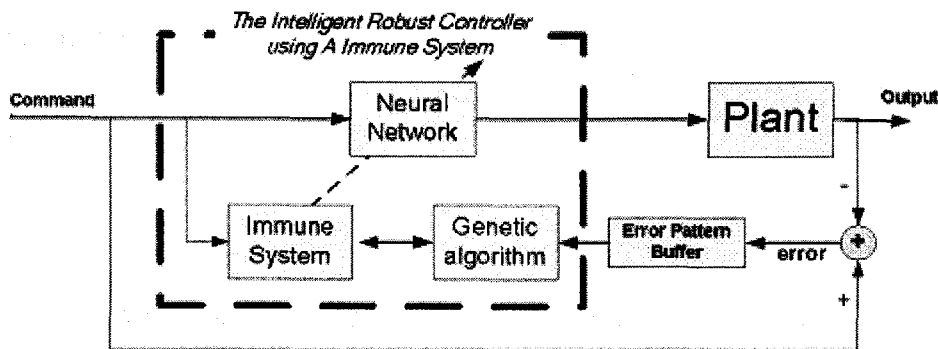 The Intelligent Robust Controller
using A Immune System
Command
Neural
Network
Plant
Output
Immune
System
Genetic
algorithm
Error Pattern
Buffer
error
-
+
+